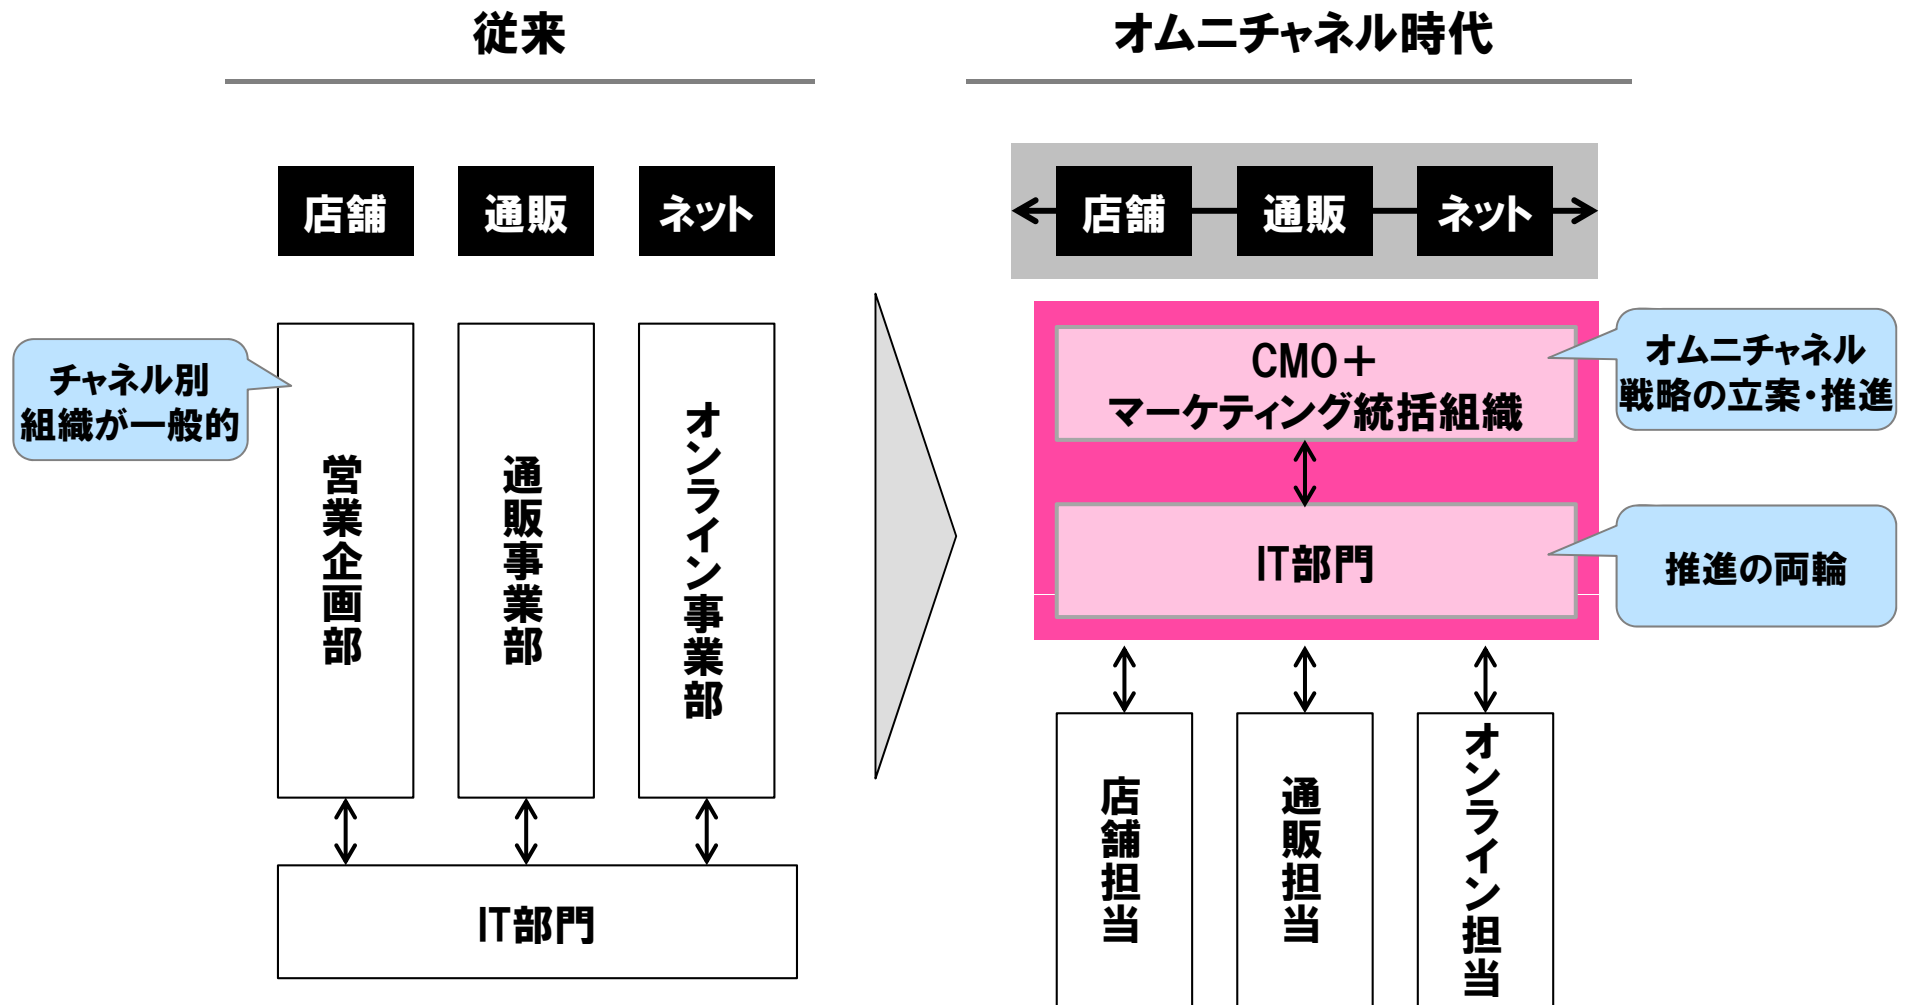 従来
店舗
通販
ネット
チャネル別
組織が一般的
営業企画部
通販事業部
オンライン事業部
IT部門
オムニチャネル時代
店舗
通販
ネット
CMO＋
マーケティング統括組織
オムニチャネル
戦略の立案・推進
IT部門
推進の両輪
店舗担当
通販担当
オンライン担当